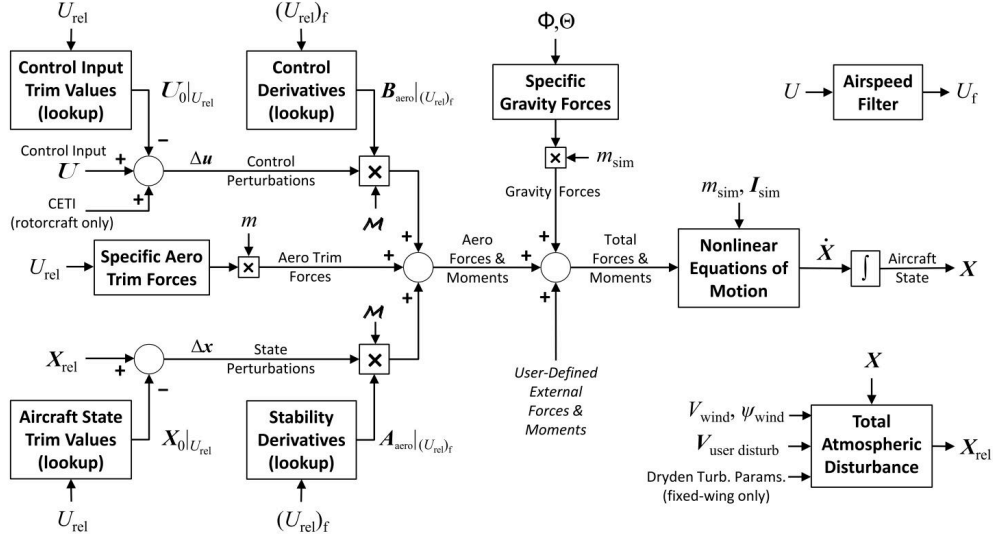 U_rel
Control Input
Trim Values
(lookup)
U_0|_{U_rel}
−
Control Input
U
+
CETI
(rotorcraft only)
+
Δu
Control
Perturbations
(U_rel)_f
Control
Derivatives
(lookup)
B_aero|_{(U_rel)_f}
×
M
U_rel
Specific Aero
Trim Forces
m
×
Aero Trim
Forces
+
+
+
Aero
Forces &
Moments
X_rel
+
−
Δx
State
Perturbations
M
×
Aircraft State
Trim Values
(lookup)
X_0|_{U_rel}
U_rel
Stability
Derivatives
(lookup)
A_aero|_{(U_rel)_f}
(U_rel)_f
Φ,Θ
Specific
Gravity Forces
×
m_sim
Gravity Forces
+
+
+
Total
Forces &
Moments
User-Defined
External
Forces &
Moments
m_sim, I_sim
Nonlinear
Equations of
Motion
Ẋ
∫
Aircraft
State
X
U
Airspeed
Filter
U_f
X
V_wind, ψ_wind
V_user disturb
Dryden Turb. Params.
(fixed-wing only)
Total
Atmospheric
Disturbance
X_rel